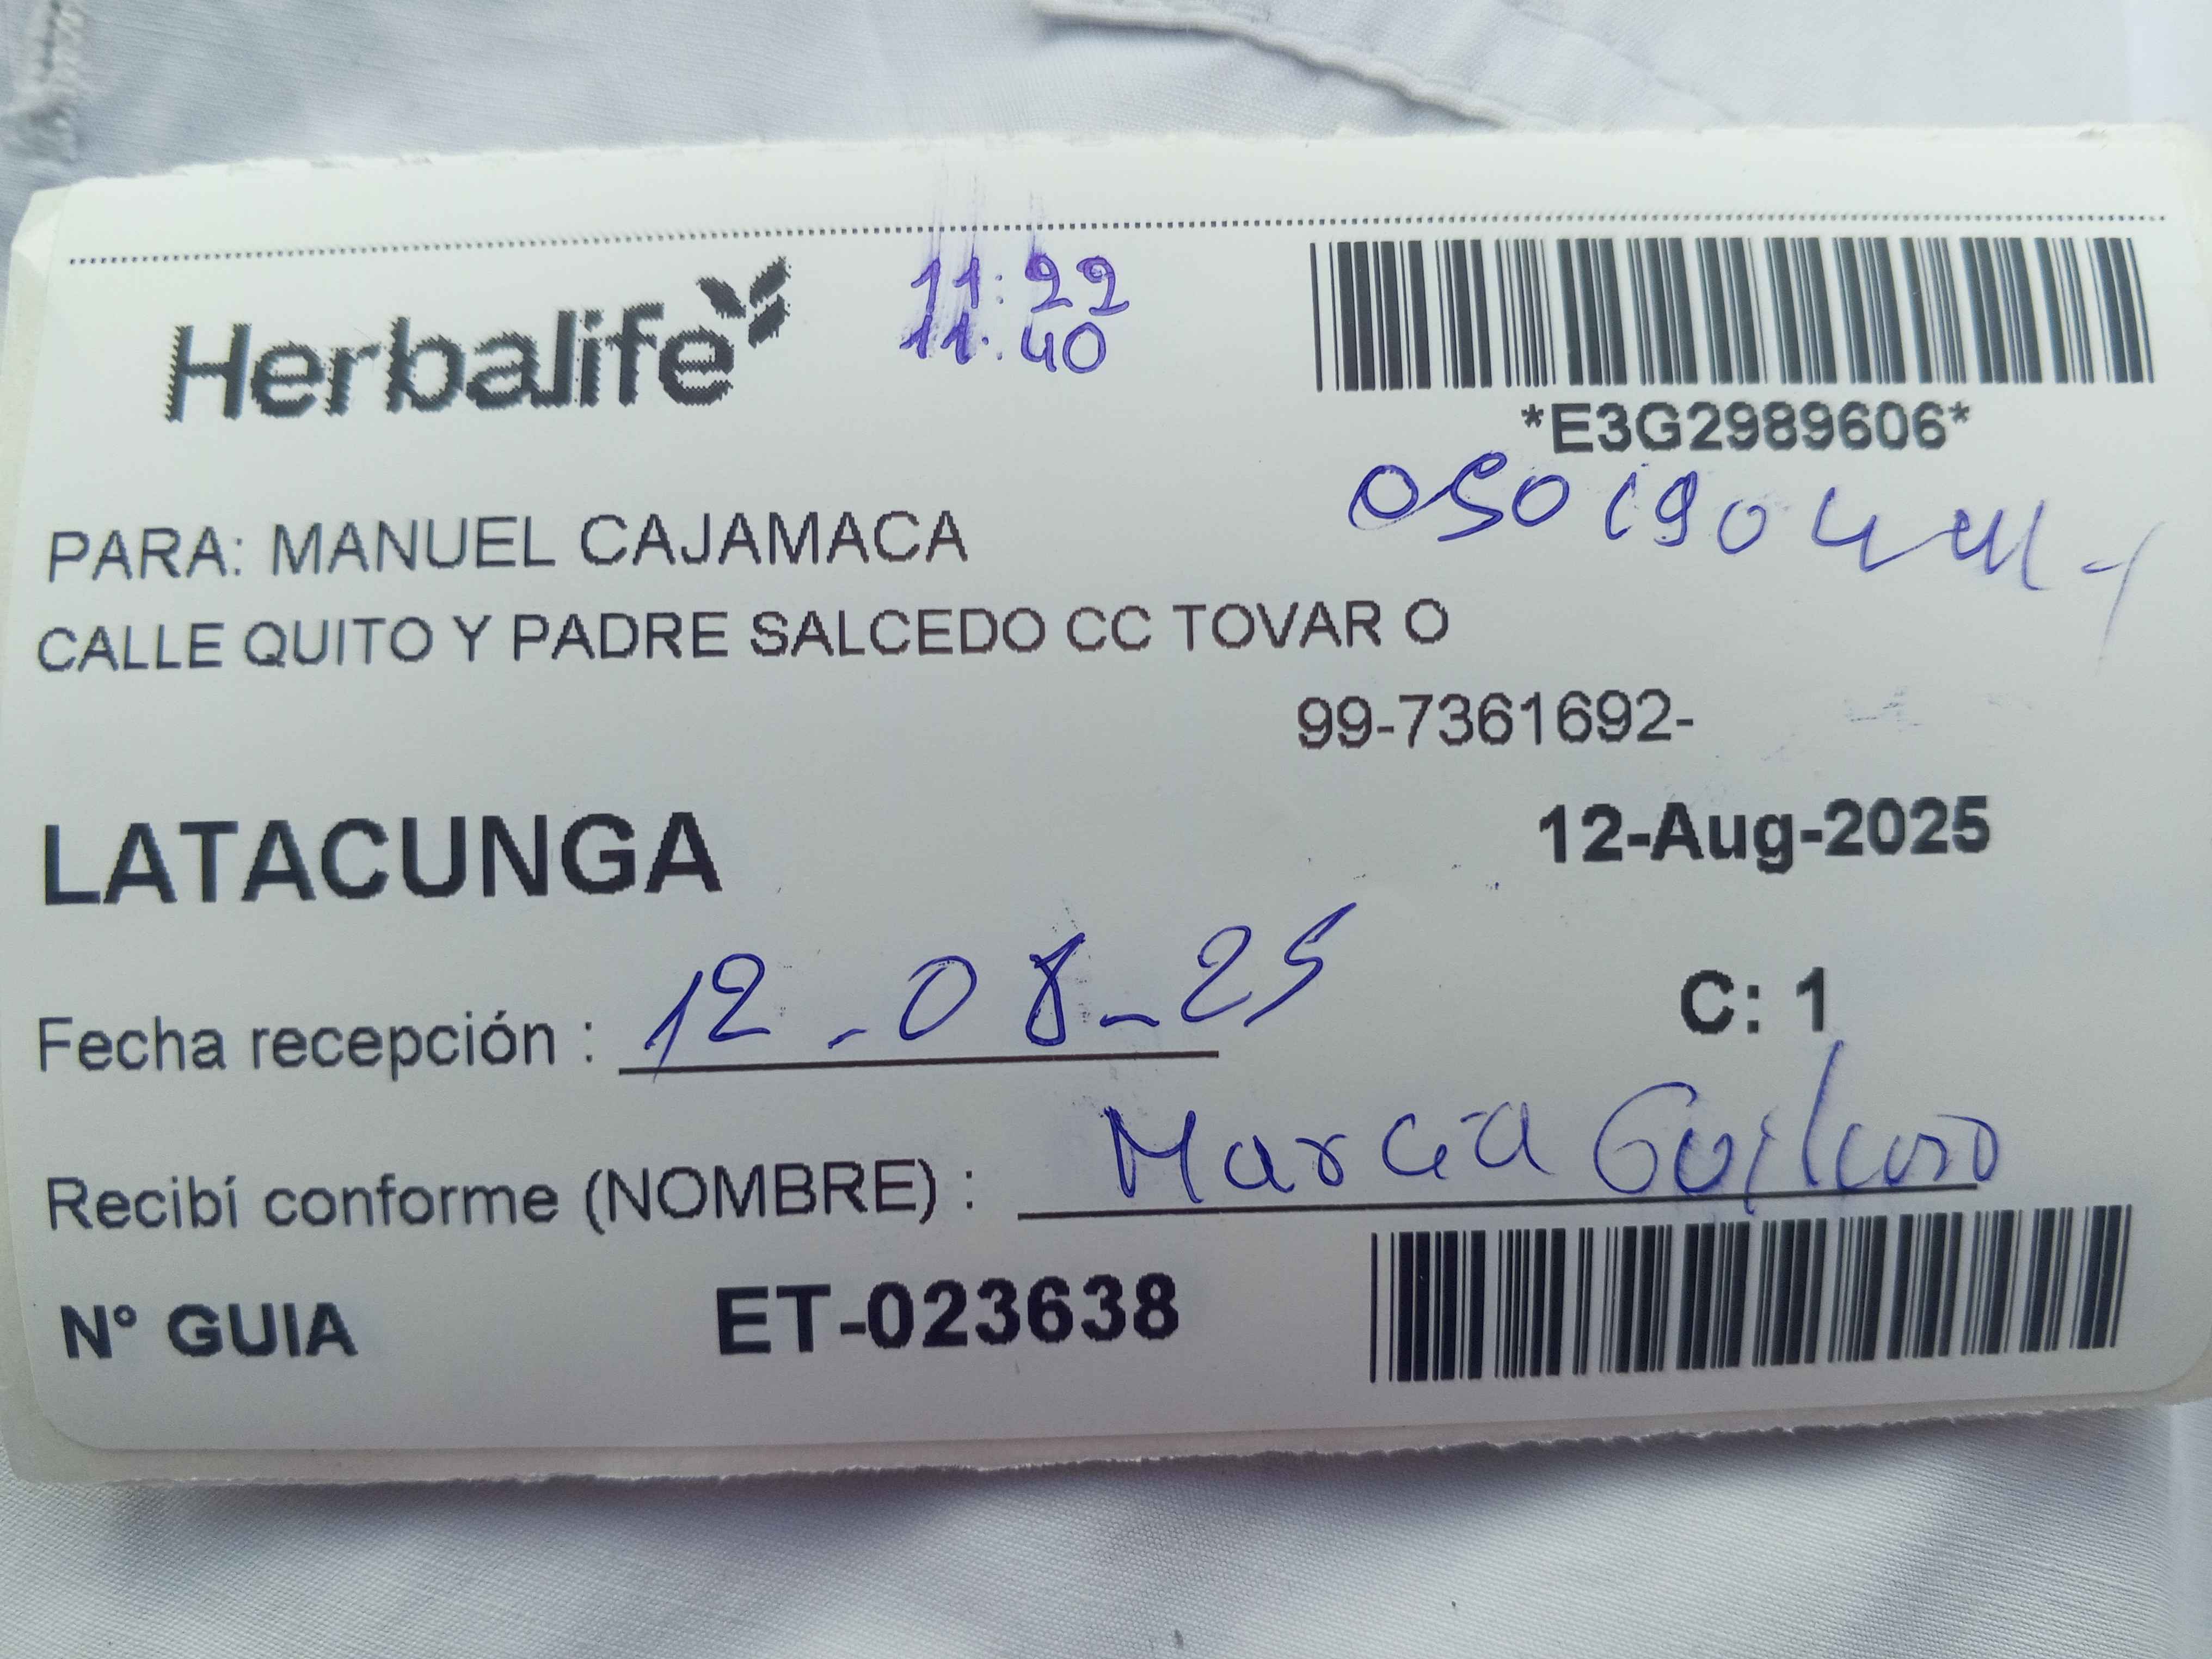 Herbalife
11:22
11:40
*E3G2989606*
PARA: MANUEL CAJAMACA
CALLE QUITO Y PADRE SALCEDO CC TOVAR O
99-7361692-
LATACUNGA
12-Aug-2025
Fecha recepción : 12-08-25
C: 1
Recibí conforme (NOMBRE) : Marcia
N° GUIA ET-023638